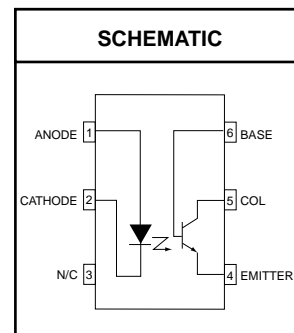 SCHEMATIC
ANODE 1
6 BASE
CATHODE 2
5 COL
N/C 3
4 EMITTER